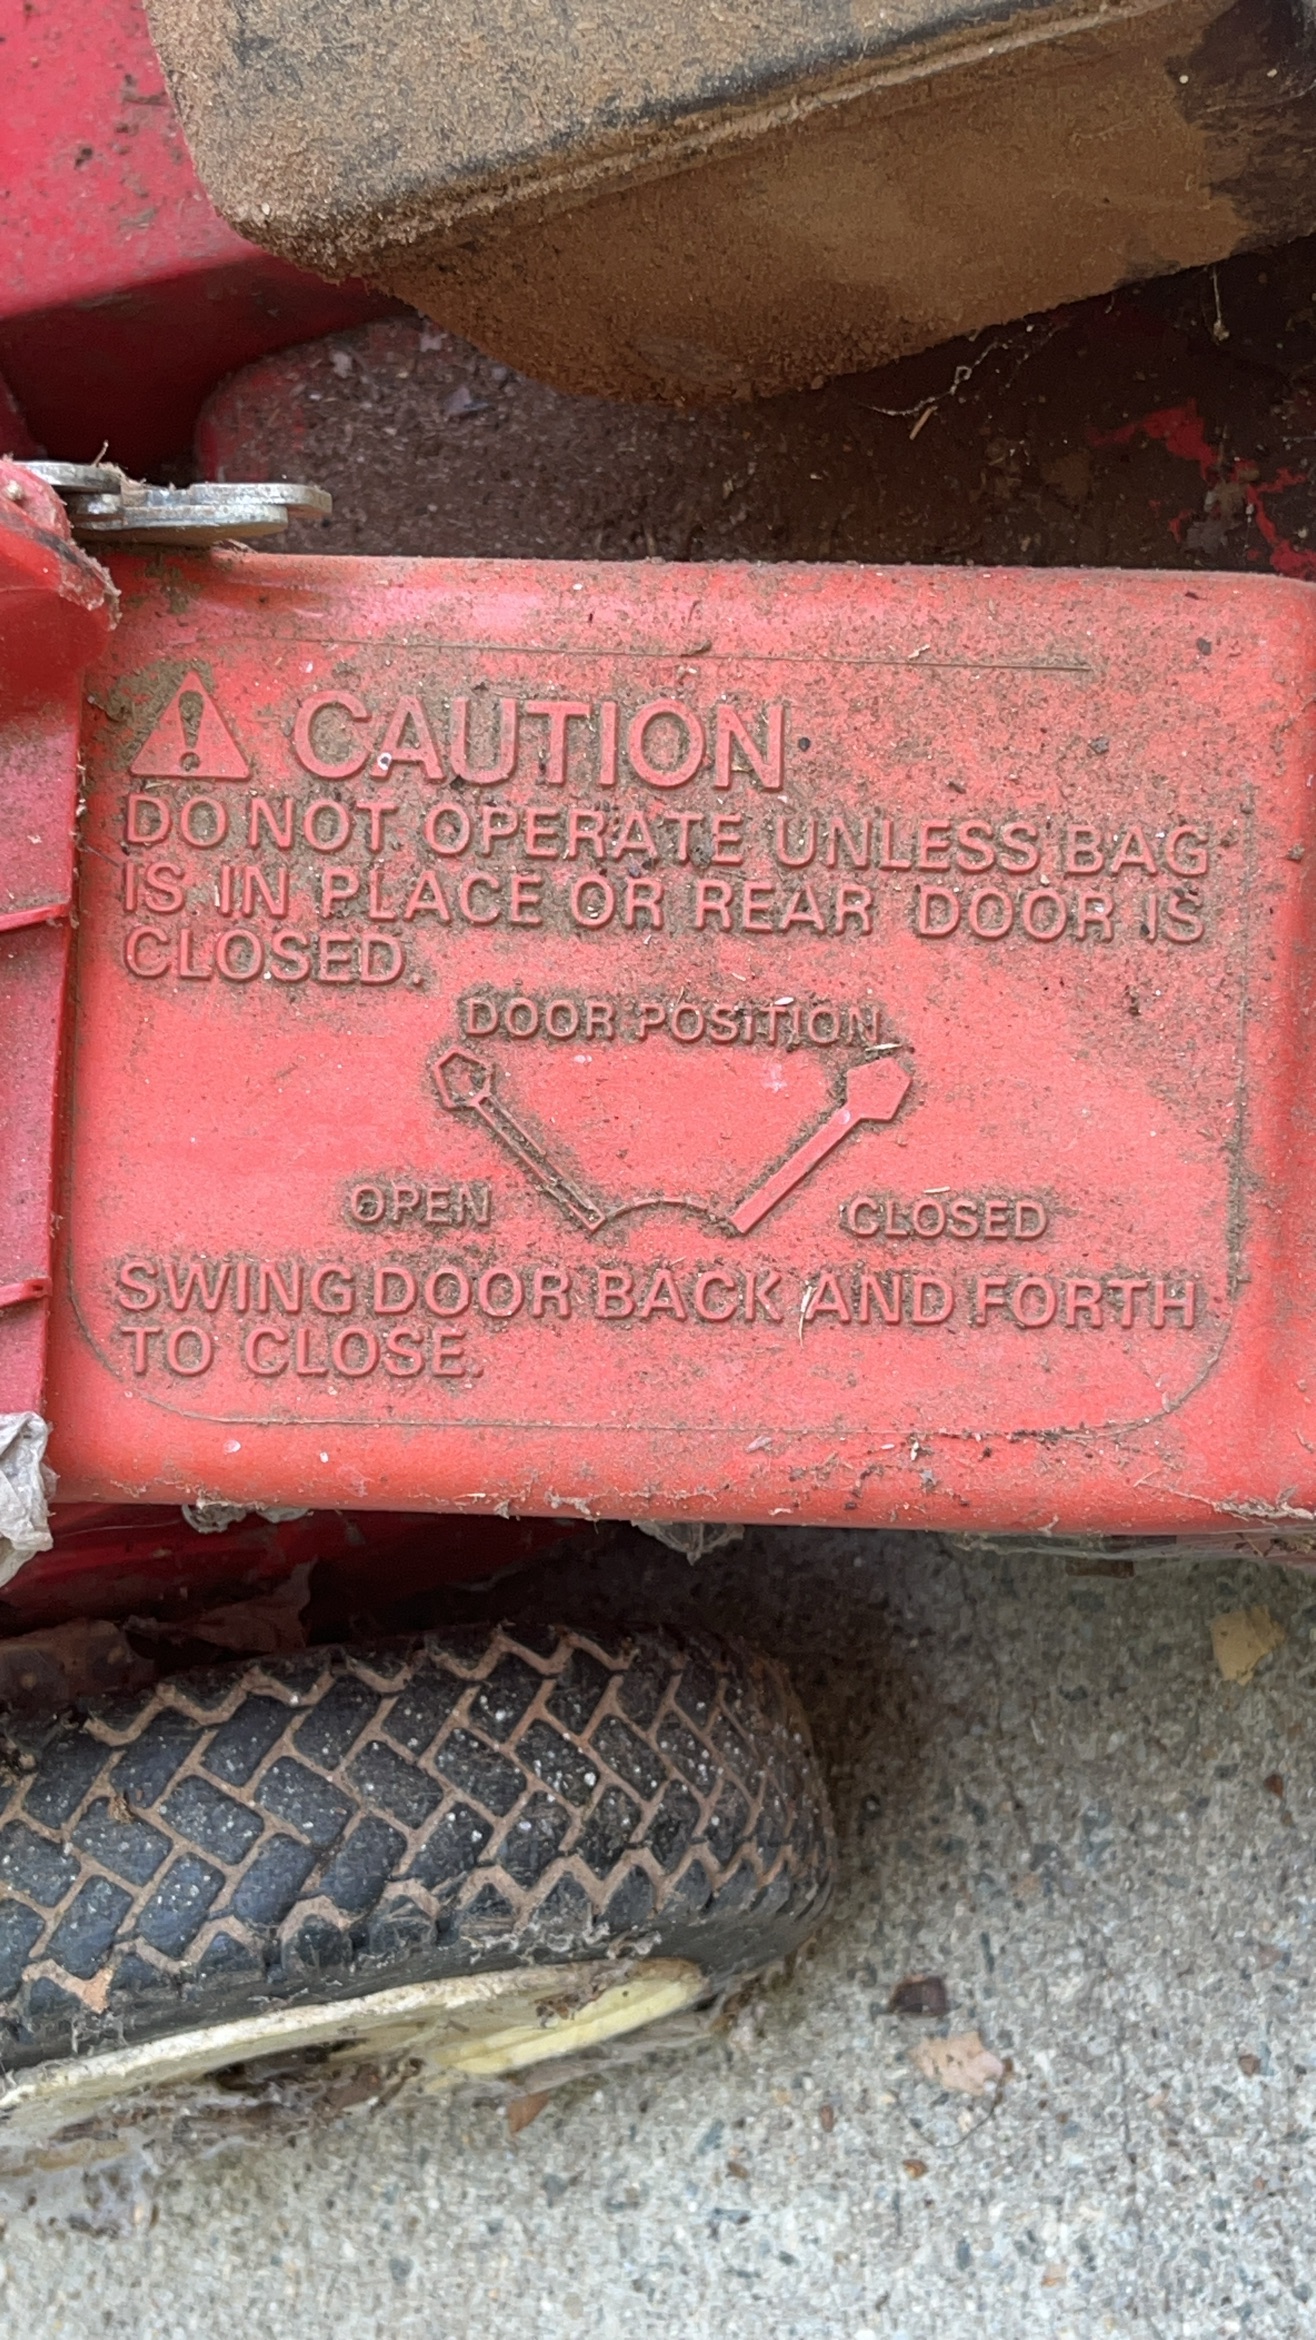 CAUTION
DO NOT OPERATE UNLESS BAG
IS IN PLACE OR REAR DOOR IS
CLOSED.
DOOR POSITION
OPEN CLOSED
SWING DOOR BACK AND FORTH
TO CLOSE.